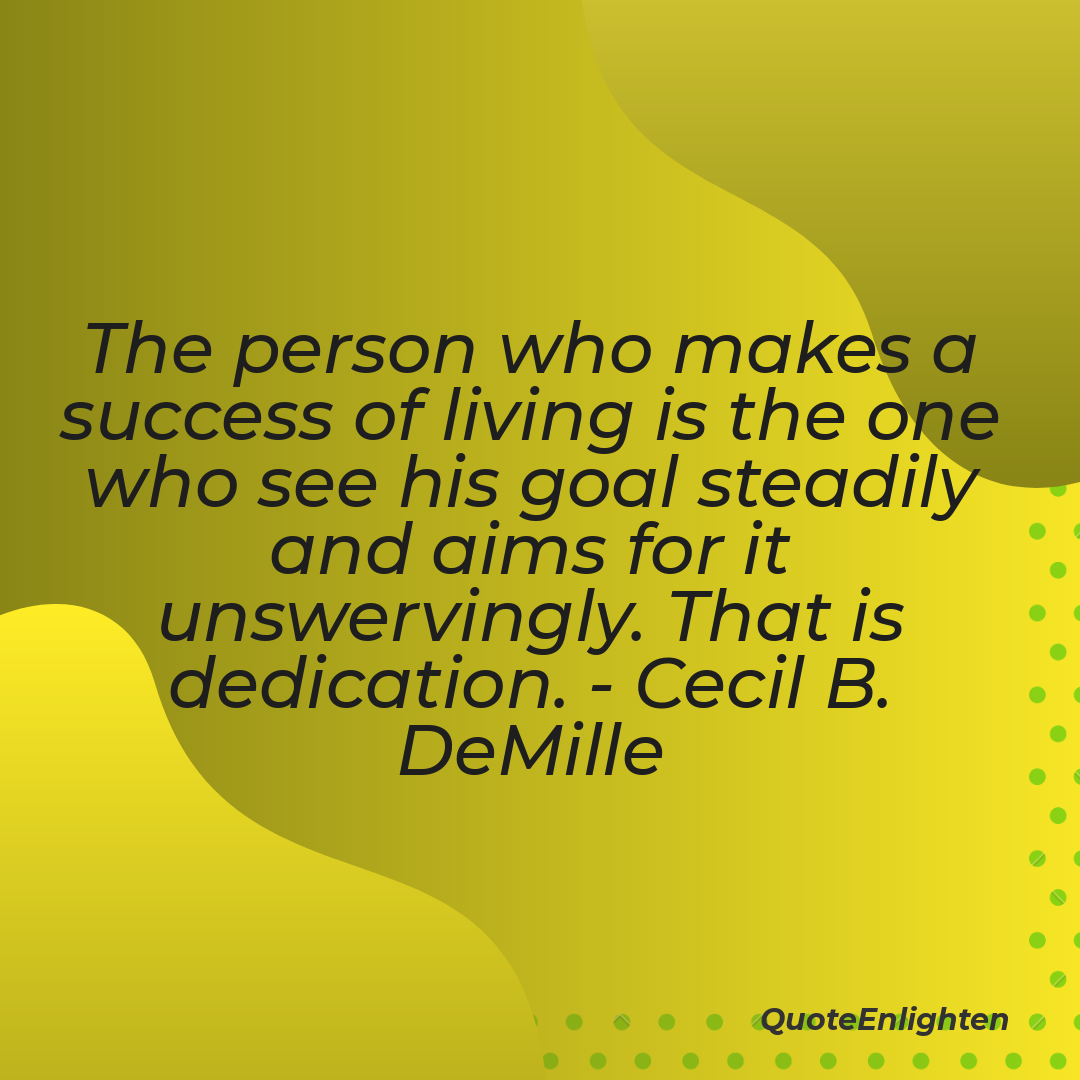 The person who makes a
success of living is the one
who see his goal steadily
and aims for it
unswervingly. That is
dedication. - Cecil B.
DeMille
QuoteEnlighten